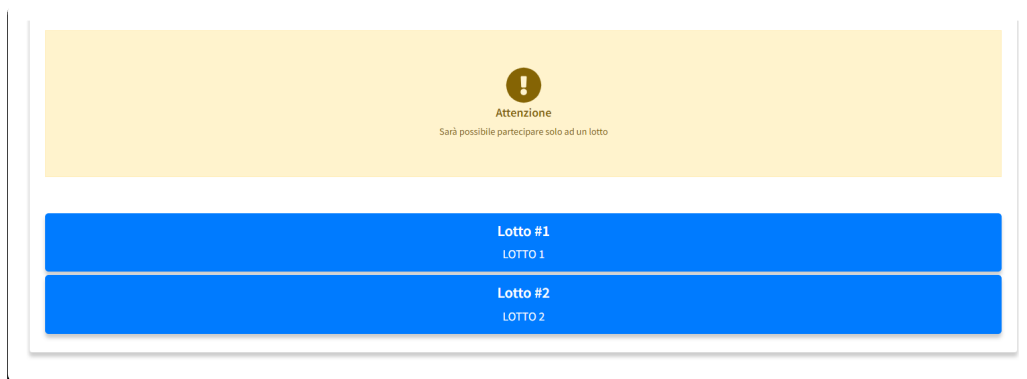 Attenzione
Sarà possibile partecipare solo ad un lotto
Lotto #1
LOTTO 1
Lotto #2
LOTTO 2